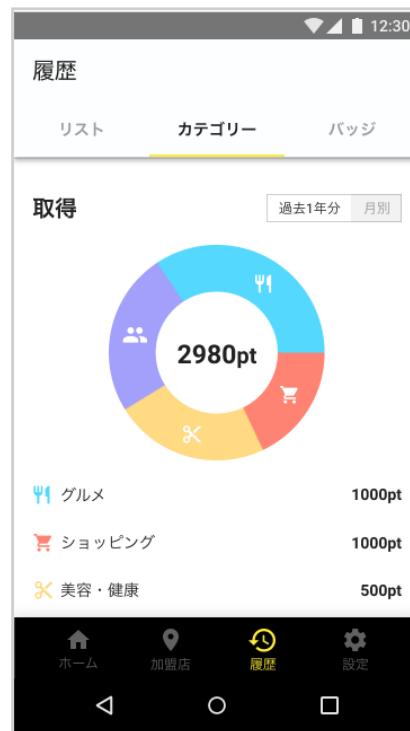 12:30
履歴
リスト カテゴリー バッジ
取得 過去1年分 月別
2980pt
グルメ 1000pt
ショッピング 1000pt
美容・健康 500pt
ホーム 加盟店 履歴 設定